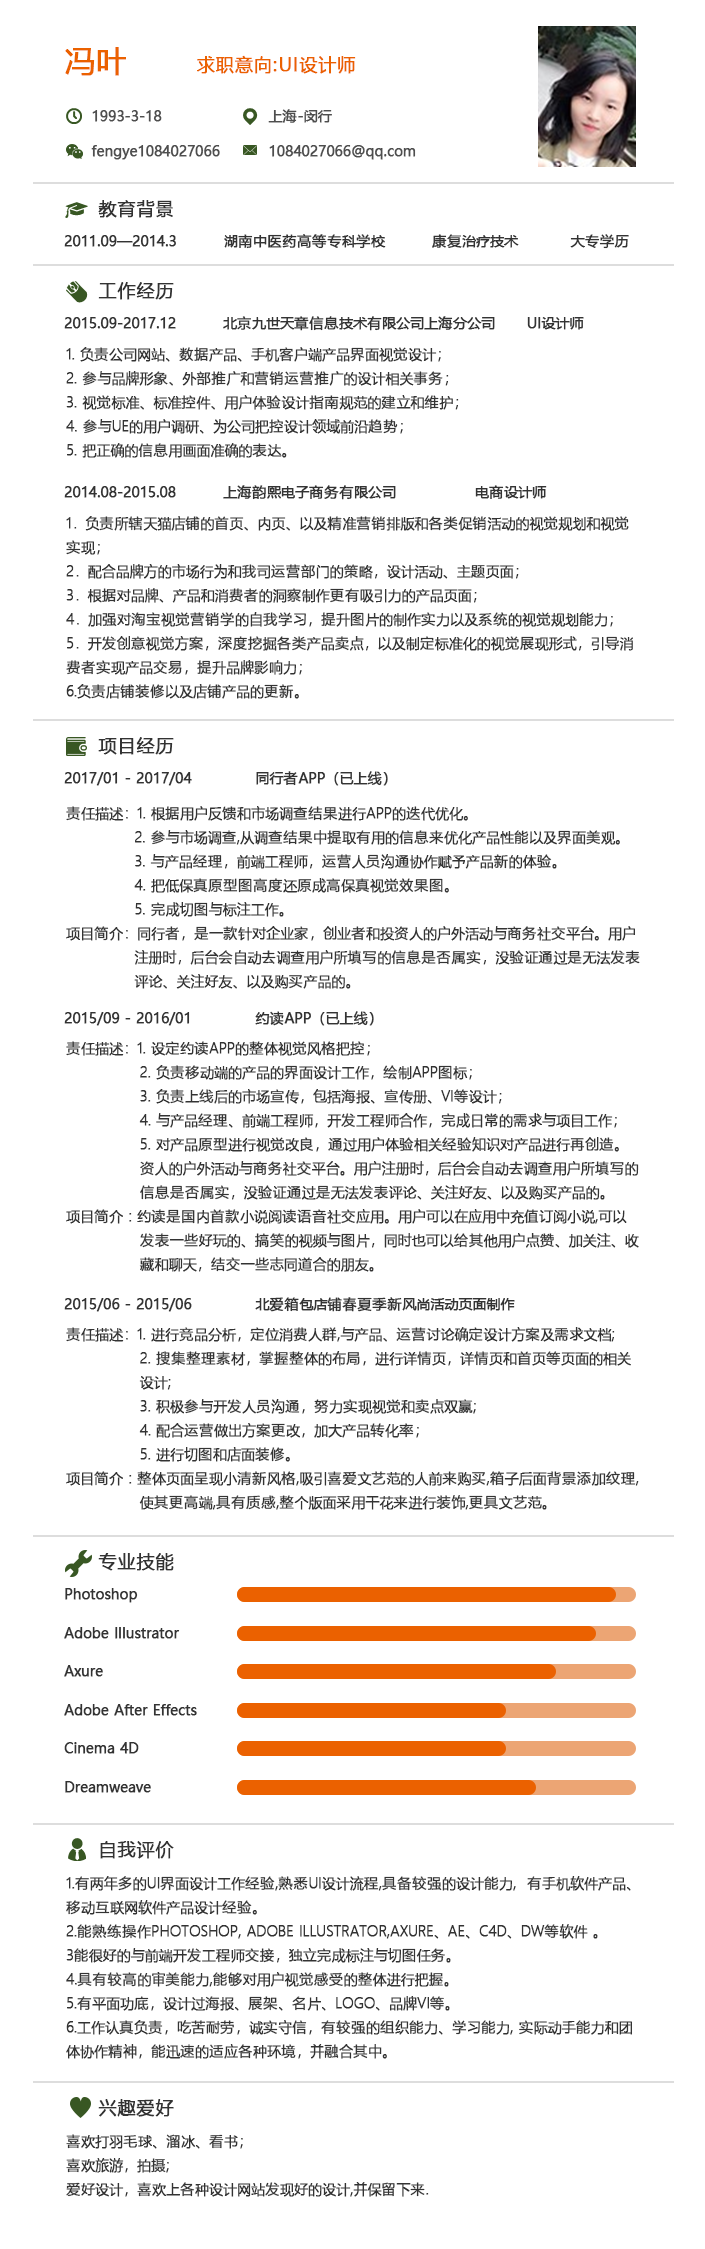 冯叶 求职意向:UI设计师
1993-3-18 上海-闵行
fengye1084027066 1084027066@qq.com
教育背景
2011.09—2014.3 湖南中医药高等专科学校 康复治疗技术 大专学历
工作经历
2015.09-2017.12 北京九世天章信息技术有限公司上海分公司 UI设计师
1. 负责公司网站、数据产品、手机客户端产品界面视觉设计；
2. 参与品牌形象、外部推广和营销运营推广的设计相关事务；
3. 视觉标准、标准控件、用户体验设计指南规范的建立和维护；
4. 参与UE的用户调研、为公司把控设计领域前沿趋势；
5. 把正确的信息用画面准确的表达。
2014.08-2015.08 上海韵熙电子商务有限公司 电商设计师
1. 负责所辖天猫店铺的首页、内页、以及精准营销排版和各类促销活动的视觉规划和视觉
实现；
2. 配合品牌方的市场行为和我司运营部门的策略，设计活动、主题页面；
3. 根据对品牌、产品和消费者的洞察制作更有吸引力的产品页面；
4. 加强对淘宝视觉营销学的自我学习，提升图片的制作实力以及系统的视觉规划能力；
5. 开发创意视觉方案，深度挖掘各类产品卖点，以及制定标准化的视觉展现形式，引导消
费者实现产品交易，提升品牌影响力；
6.负责店铺装修以及店铺产品的更新。
项目经历
2017/01 - 2017/04 同行者APP（已上线）
责任描述：1. 根据用户反馈和市场调查结果进行APP的迭代优化。
2. 参与市场调查,从调查结果中提取有用的信息来优化产品性能以及界面美观。
3. 与产品经理，前端工程师，运营人员沟通协作赋予产品新的体验。
4. 把低保真原型图高度还原成高保真视觉效果图。
5. 完成切图与标注工作。
项目简介：同行者，是一款针对企业家，创业者和投资人的户外活动与商务社交平台。用户
注册时，后台会自动去调查用户所填写的信息是否属实，没验证通过是无法发表
评论、关注好友、以及购买产品的。
2015/09 - 2016/01 约读APP（已上线）
责任描述：1. 设定约读APP的整体视觉风格把控；
2. 负责移动端的产品的界面设计工作，绘制APP图标；
3. 负责上线后的市场宣传，包括海报、宣传册、VI等设计；
4. 与产品经理、前端工程师，开发工程师合作，完成日常的需求与项目工作；
5. 对产品原型进行视觉改良，通过用户体验相关经验知识对产品进行再创造。
资人的户外活动与商务社交平台。用户注册时，后台会自动去调查用户所填写的
信息是否属实，没验证通过是无法发表评论、关注好友、以及购买产品的。
项目简介：约读是国内首款小说阅读语音社交应用。用户可以在应用中充值订阅小说,可以
发表一些好玩的、搞笑的视频与图片，同时也可以给其他用户点赞、加关注、收
藏和聊天，结交一些志同道合的朋友。
2015/06 - 2015/06 北爱箱包店铺春夏季新风尚活动页面制作
责任描述：1. 进行竞品分析，定位消费人群,与产品、运营讨论确定设计方案及需求文档;
2. 搜集整理素材，掌握整体的布局，进行详情页，详情页和首页等页面的相关
设计;
3. 积极参与开发人员沟通，努力实现视觉和卖点双赢;
4. 配合运营做出方案更改，加大产品转化率；
5. 进行切图和店面装修。
项目简介：整体页面呈现小清新风格,吸引喜爱文艺范的人前来购买,箱子后面背景添加纹理,
使其更高端,具有质感,整个版面采用干花来进行装饰,更具文艺范。
专业技能
Photoshop
Adobe Illustrator
Axure
Adobe After Effects
Cinema 4D
Dreamweave
自我评价
1.有两年多的UI界面设计工作经验,熟悉UI设计流程,具备较强的设计能力，有手机软件产品、
移动互联网软件产品设计经验。
2.能熟练操作PHOTOSHOP, ADOBE ILLUSTRATOR,AXURE、AE、C4D、DW等软件 。
3能很好的与前端开发工程师交接，独立完成标注与切图任务。
4.具有较高的审美能力,能够对用户视觉感受的整体进行把握。
5.有平面功底，设计过海报、展架、名片、LOGO、品牌VI等。
6.工作认真负责，吃苦耐劳，诚实守信，有较强的组织能力、学习能力, 实际动手能力和团
体协作精神，能迅速的适应各种环境，并融合其中。
兴趣爱好
喜欢打羽毛球、溜冰、看书；
喜欢旅游，拍摄;
爱好设计，喜欢上各种设计网站发现好的设计,并保留下来.